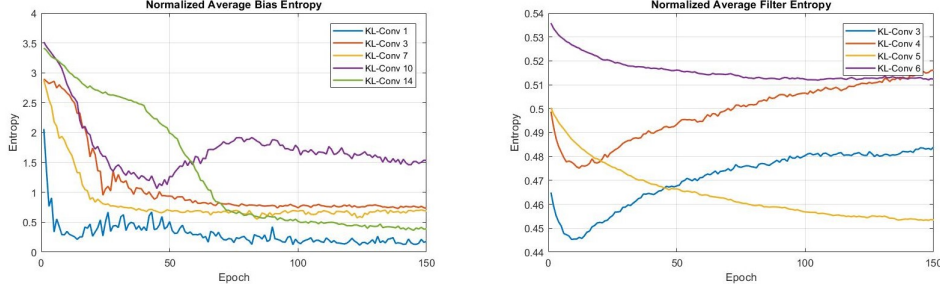 Normalized Average Bias Entropy
4
3.5
3
2.5
2
1.5
1
0.5
0
Entropy
0
50
100
150
Epoch
KL-Conv 1
KL-Conv 3
KL-Conv 7
KL-Conv 10
KL-Conv 14
Normalized Average Filter Entropy
0.54
0.53
0.52
0.51
0.5
0.49
0.48
0.47
0.46
0.45
0.44
Entropy
0
50
100
150
Epoch
KL-Conv 3
KL-Conv 4
KL-Conv 5
KL-Conv 6